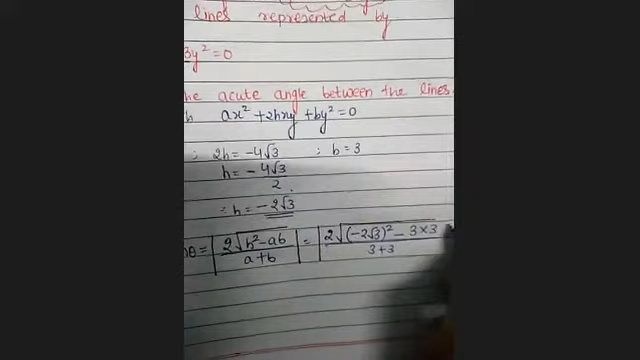 lines represented by
3y² = 0
the acute angle between the lines
ax² + 2hxy + by² = 0
; 2h = -4√3 ; b = 3
h = -4√3/2
∴ h = -2√3
θ = |2√(h²-ab)/(a+b)| = |2√((-2√3)² - 3×3)/(3+3)